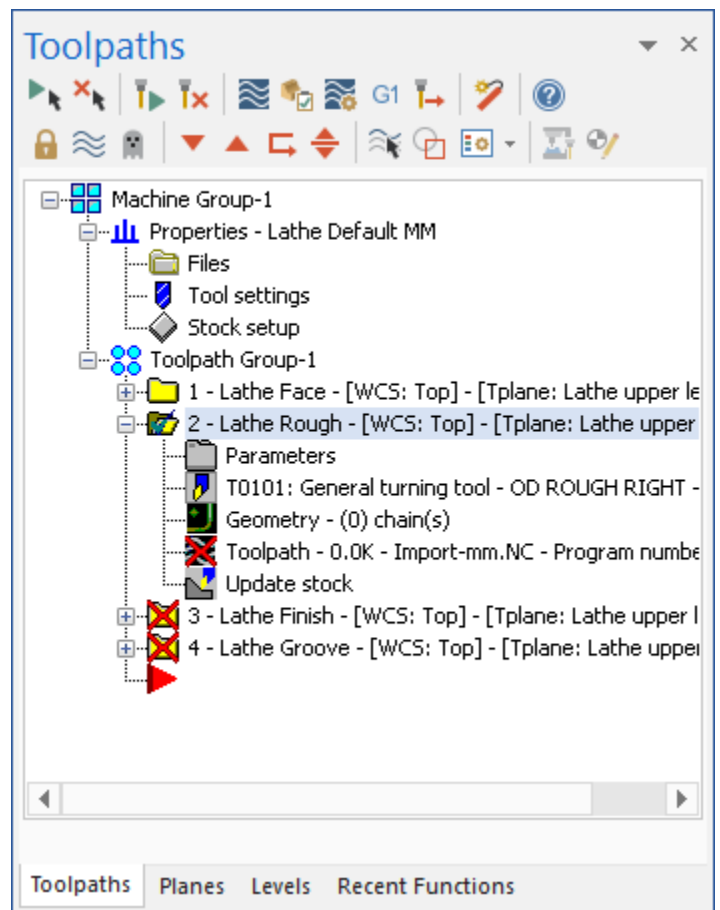 Toolpaths
G1
Machine Group-1
Properties - Lathe Default MM
Files
Tool settings
Stock setup
Toolpath Group-1
1 - Lathe Face - [WCS: Top] - [Tplane: Lathe upper le
2 - Lathe Rough - [WCS: Top] - [Tplane: Lathe upper
Parameters
T0101: General turning tool - OD ROUGH RIGHT -
Geometry - (0) chain(s)
Toolpath - 0.0K - Import-mm.NC - Program numbe
Update stock
3 - Lathe Finish - [WCS: Top] - [Tplane: Lathe upper l
4 - Lathe Groove - [WCS: Top] - [Tplane: Lathe upper
Toolpaths Planes Levels Recent Functions